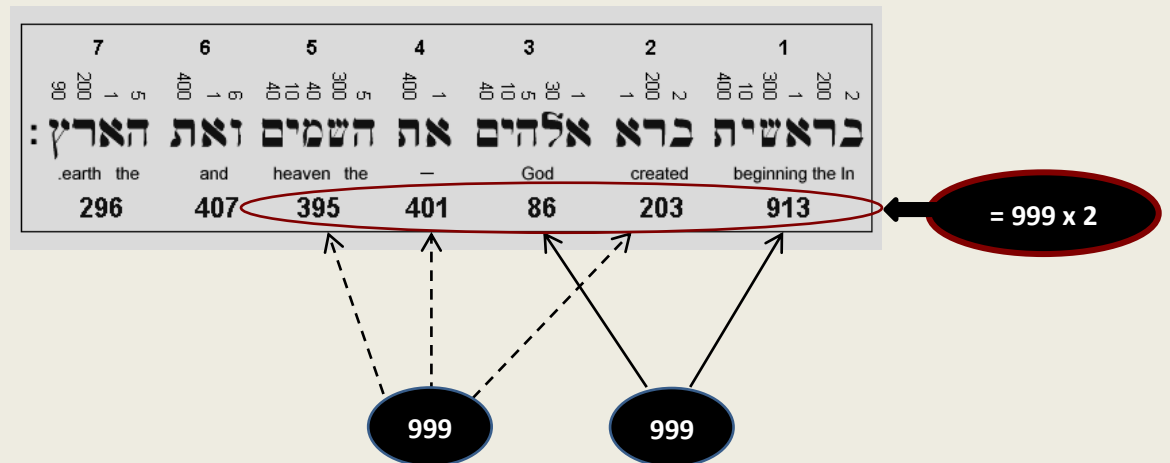 7 6 5 4 3 2 1
90 200 1 5 400 1 6 40 10 40 300 5 400 1 40 10 5 30 1 1 200 2 400 10 300 1 200 2
בראשית ברא אלהים את השמים ואת הארץ:
.earth the and heaven the — God created beginning the In
296 407 395 401 86 203 913
= 999 x 2
999 999